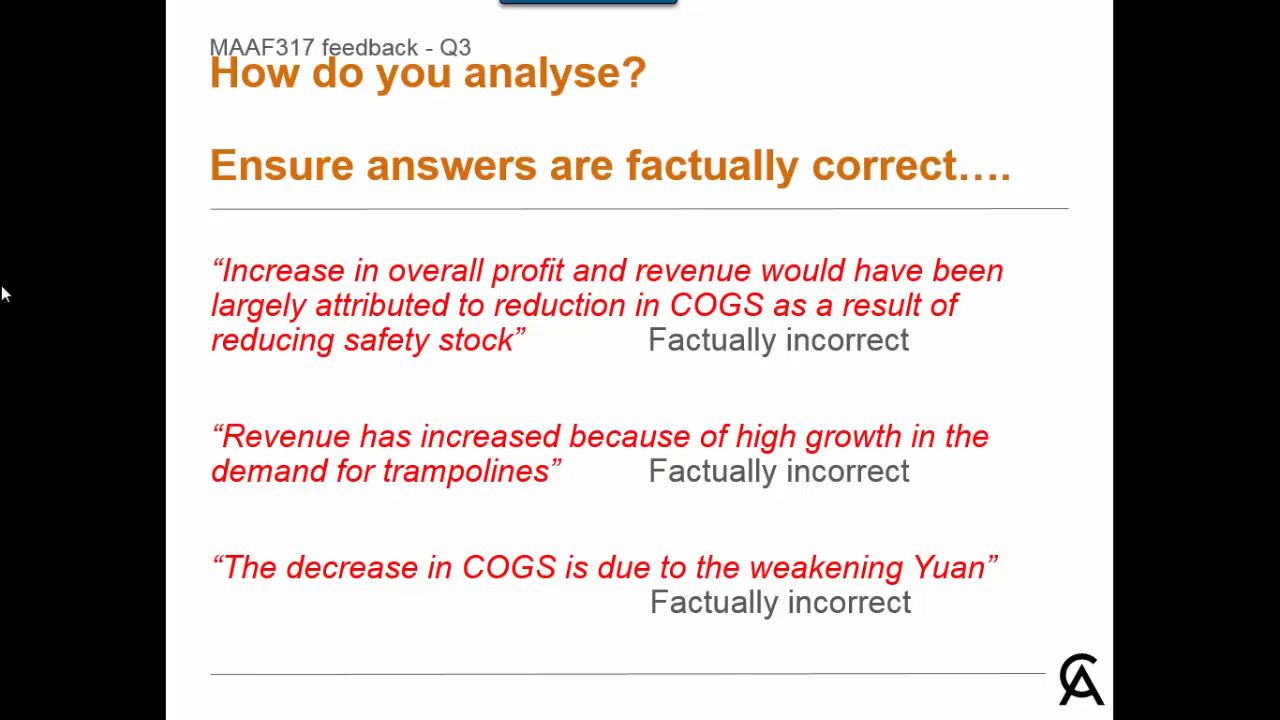 MAAF317 feedback - Q3
How do you analyse?
Ensure answers are factually correct….
“Increase in overall profit and revenue would have been
largely attributed to reduction in COGS as a result of
reducing safety stock” Factually incorrect
“Revenue has increased because of high growth in the
demand for trampolines” Factually incorrect
“The decrease in COGS is due to the weakening Yuan”
Factually incorrect
CA